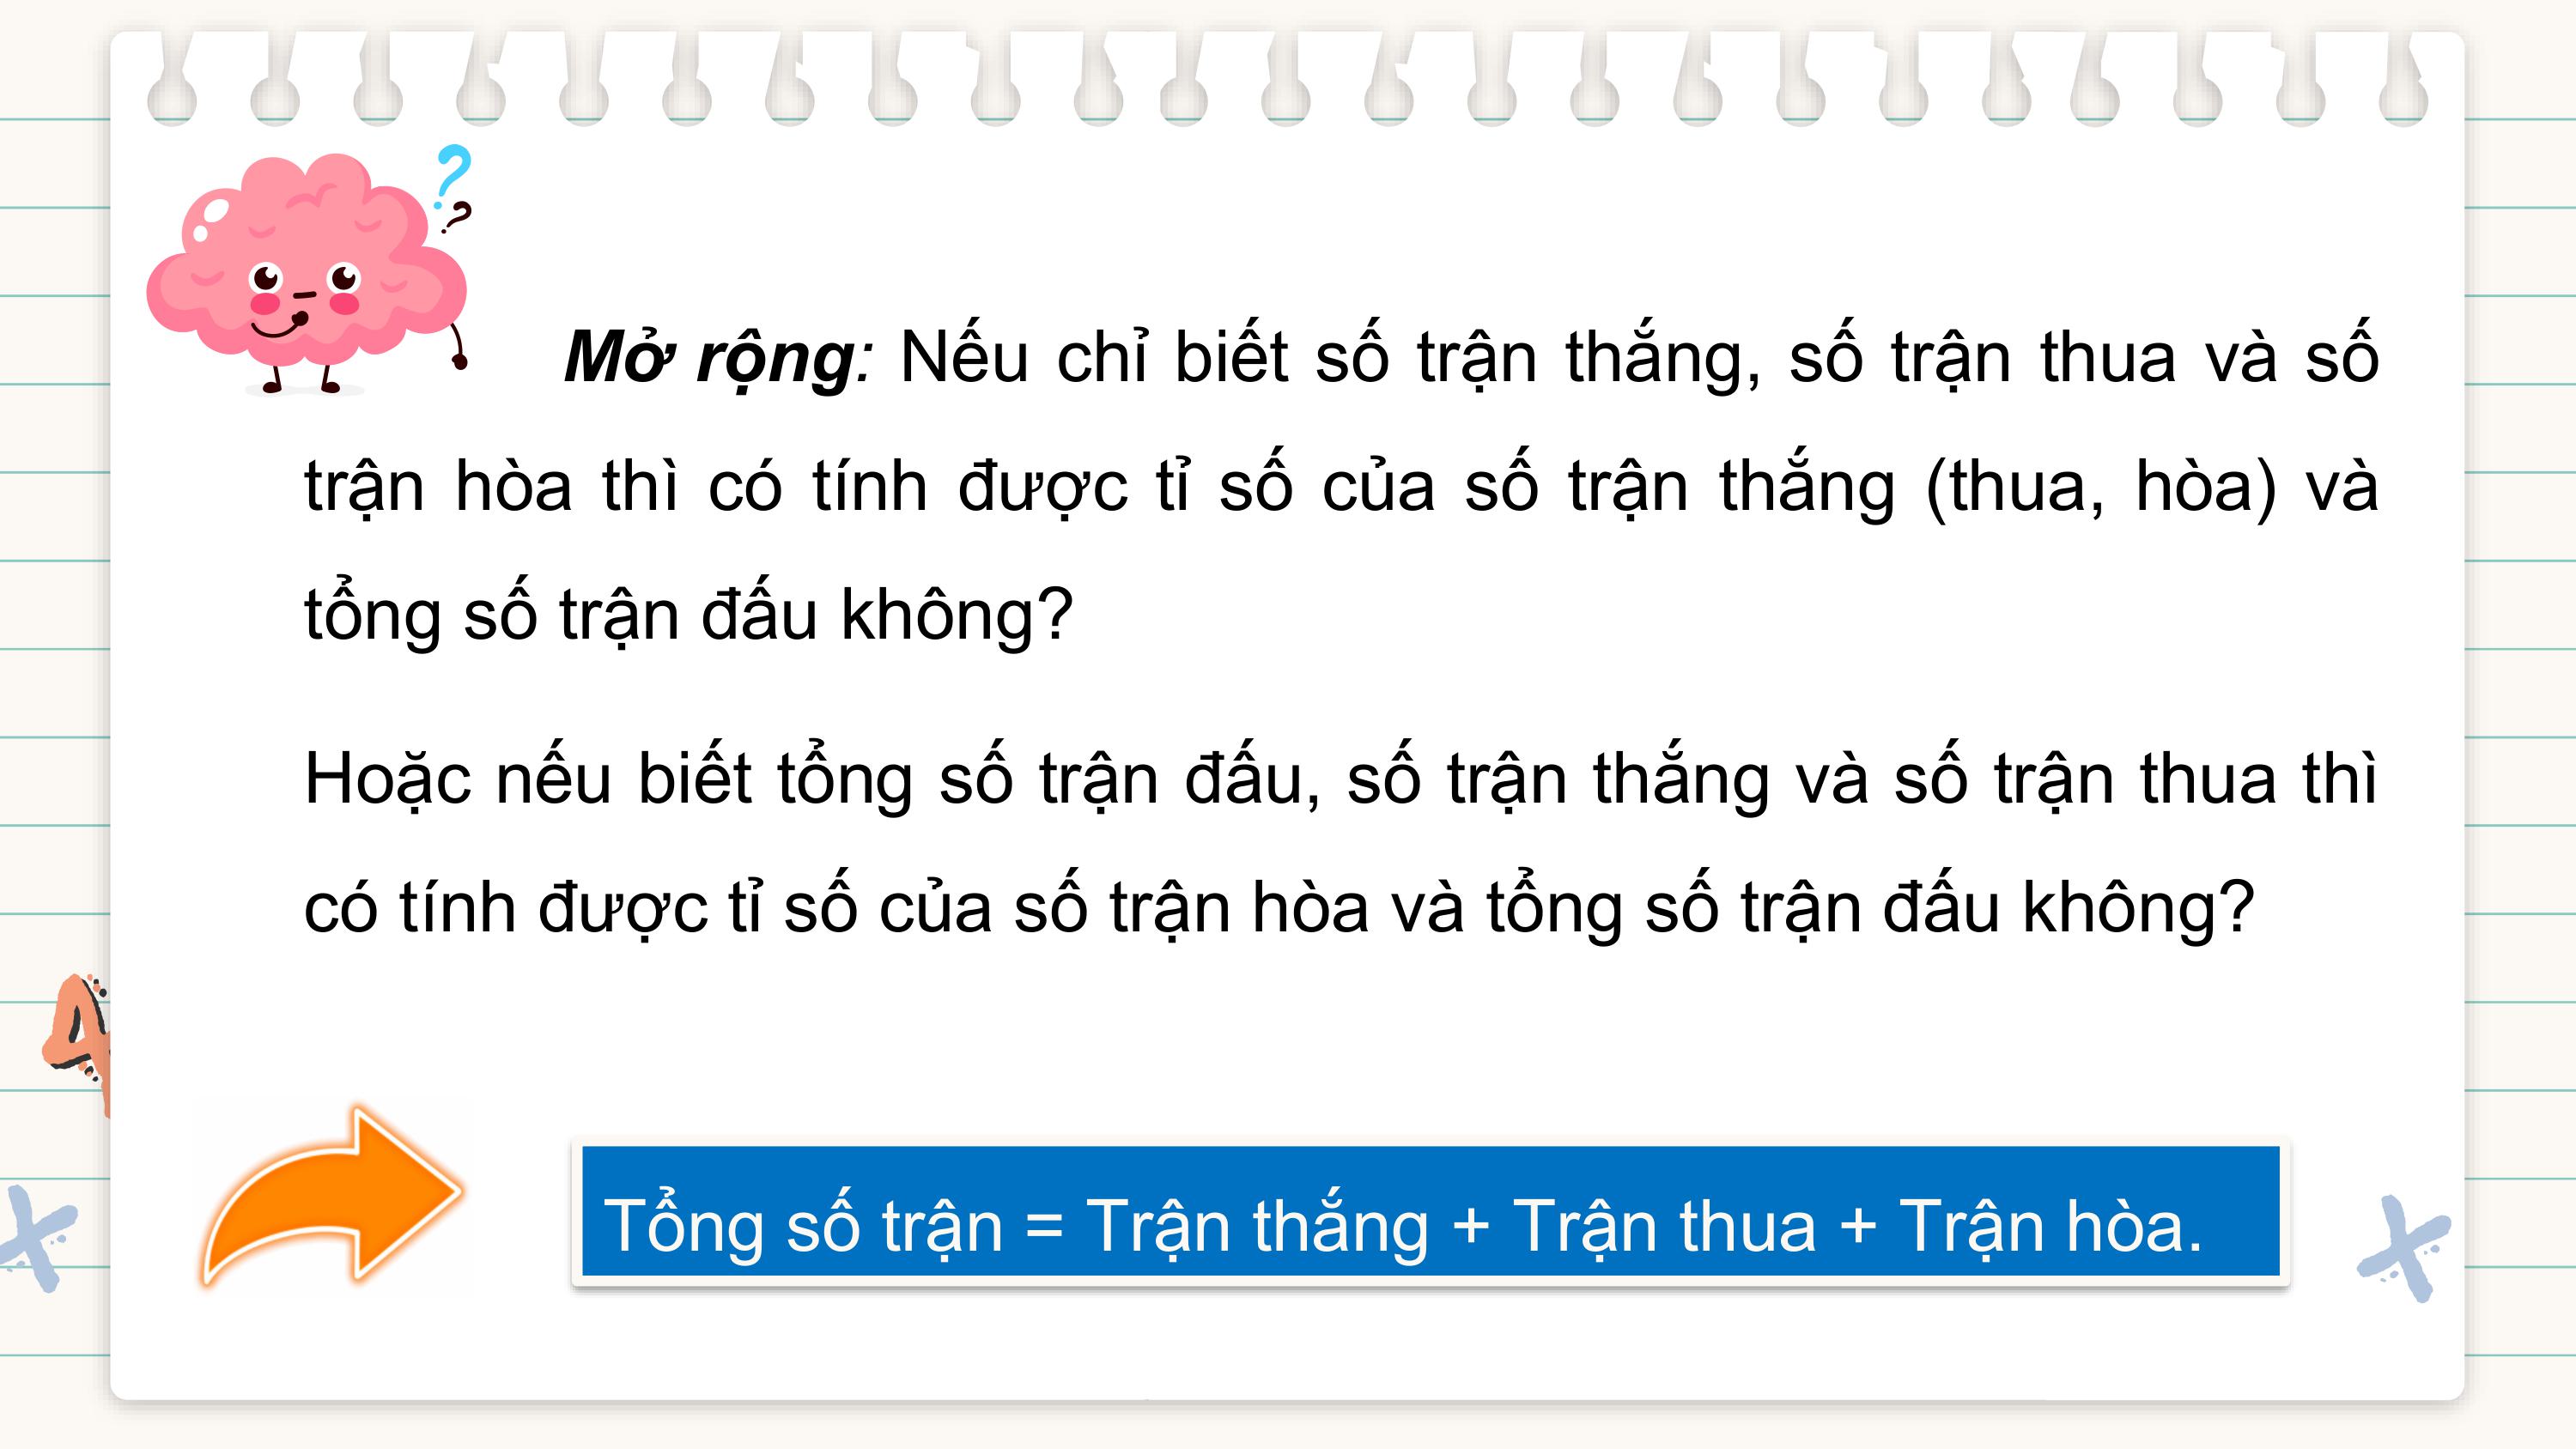 Mở rộng: Nếu chỉ biết số trận thắng, số trận thua và số
trận hòa thì có tính được tỉ số của số trận thắng (thua, hòa) và
tổng số trận đấu không?
Hoặc nếu biết tổng số trận đấu, số trận thắng và số trận thua thì
có tính được tỉ số của số trận hòa và tổng số trận đấu không?
Tổng số trận = Trận thắng + Trận thua + Trận hòa.